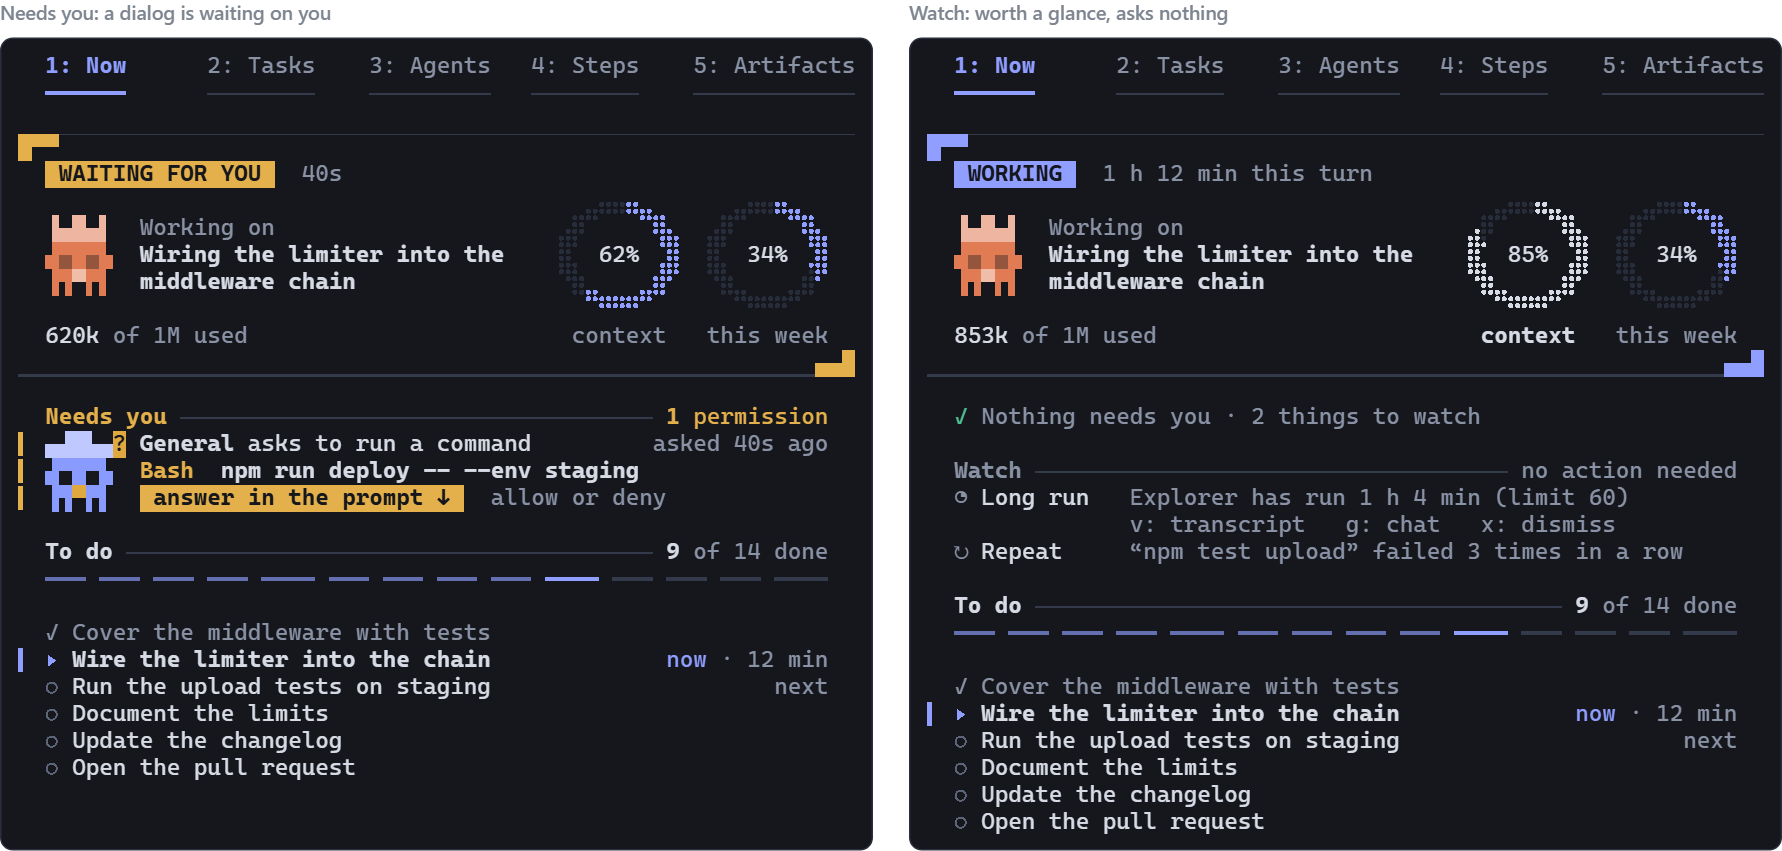 Needs you: a dialog is waiting on you
1: Now 2: Tasks 3: Agents 4: Steps 5: Artifacts
WAITING FOR YOU 40s
Working on
Wiring the limiter into the
middleware chain
62% 34%
620k of 1M used context this week
Needs you 1 permission
? General asks to run a command asked 40s ago
Bash npm run deploy -- --env staging
answer in the prompt ↓ allow or deny
To do 9 of 14 done
✓ Cover the middleware with tests
▸ Wire the limiter into the chain now · 12 min
○ Run the upload tests on staging next
○ Document the limits
○ Update the changelog
○ Open the pull request
Watch: worth a glance, asks nothing
1: Now 2: Tasks 3: Agents 4: Steps 5: Artifacts
WORKING 1 h 12 min this turn
Working on
Wiring the limiter into the
middleware chain
85% 34%
853k of 1M used context this week
✓ Nothing needs you · 2 things to watch
Watch no action needed
◔ Long run Explorer has run 1 h 4 min (limit 60)
v: transcript g: chat x: dismiss
↻ Repeat “npm test upload” failed 3 times in a row
To do 9 of 14 done
✓ Cover the middleware with tests
▸ Wire the limiter into the chain now · 12 min
○ Run the upload tests on staging next
○ Document the limits
○ Update the changelog
○ Open the pull request